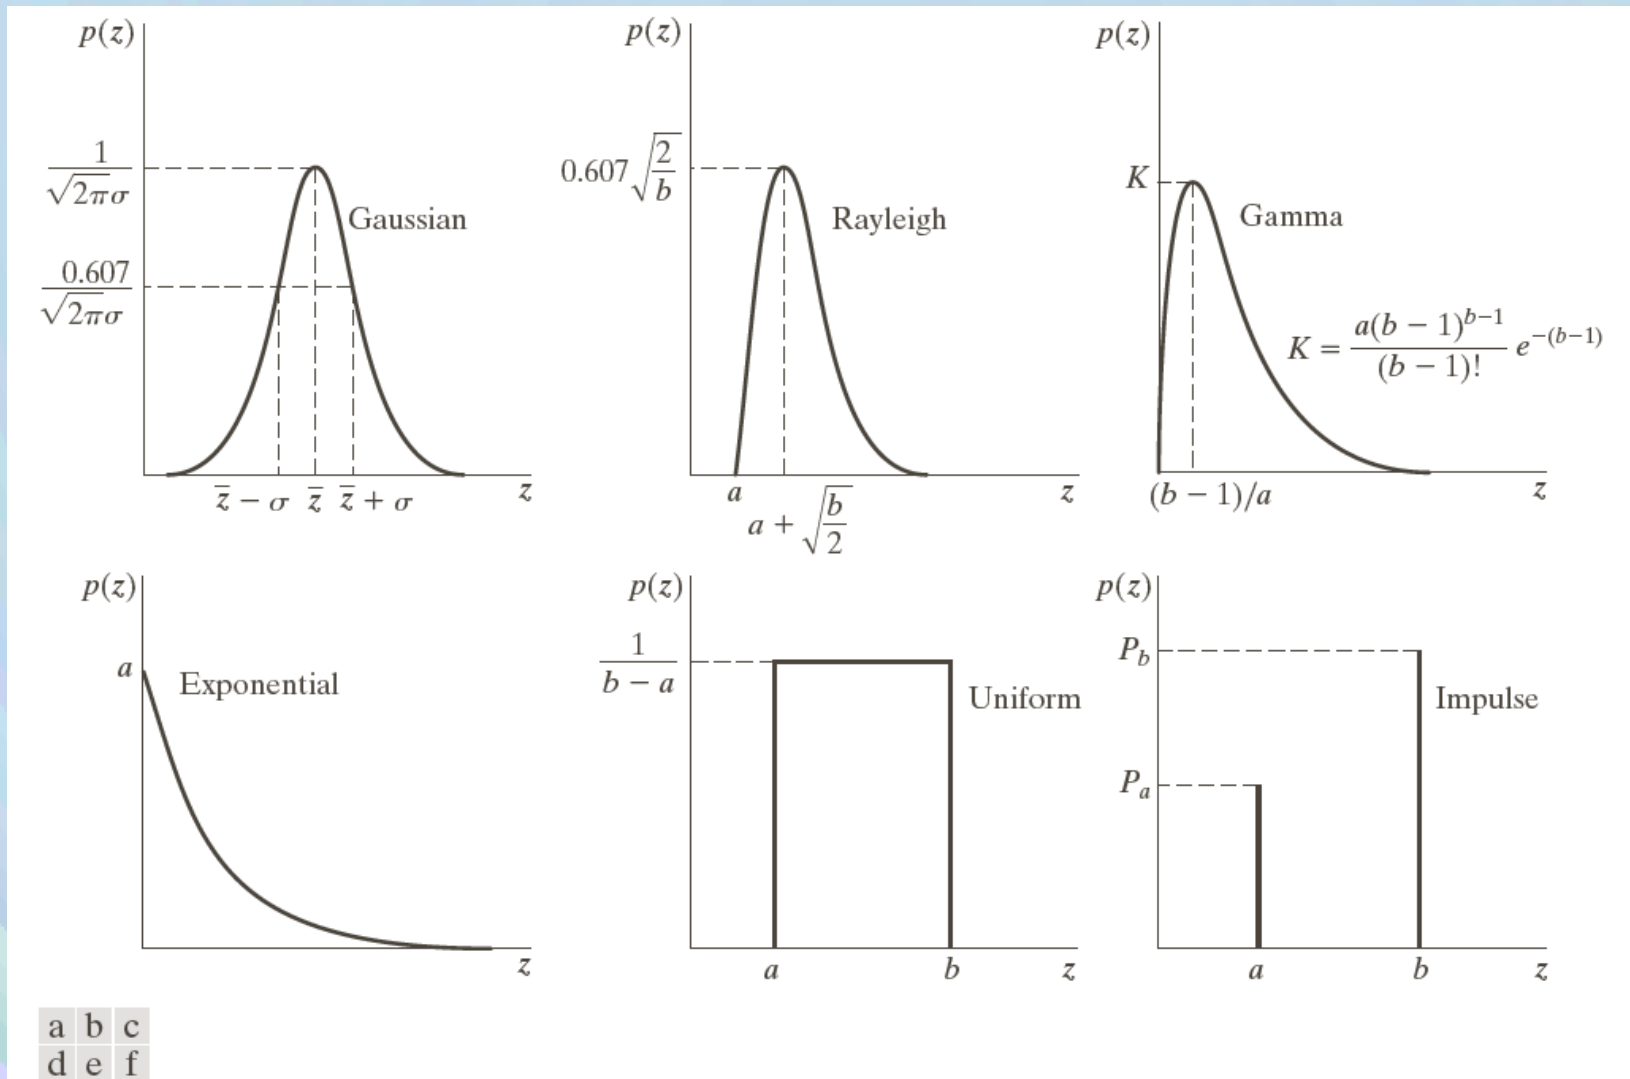 p(z)
1
√2πσ
Gaussian
0.607
√2πσ
z̄ − σ z̄ z̄ + σ z
p(z)
0.607 √2/b
Rayleigh
a z
a + √b/2
p(z)
K
Gamma
K = a(b − 1)^{b−1} / (b − 1)! e^{−(b−1)}
(b − 1)/a z
p(z)
a
Exponential
z
p(z)
1
b − a
Uniform
a b z
p(z)
P_b
Impulse
P_a
a b z
a b c
d e f